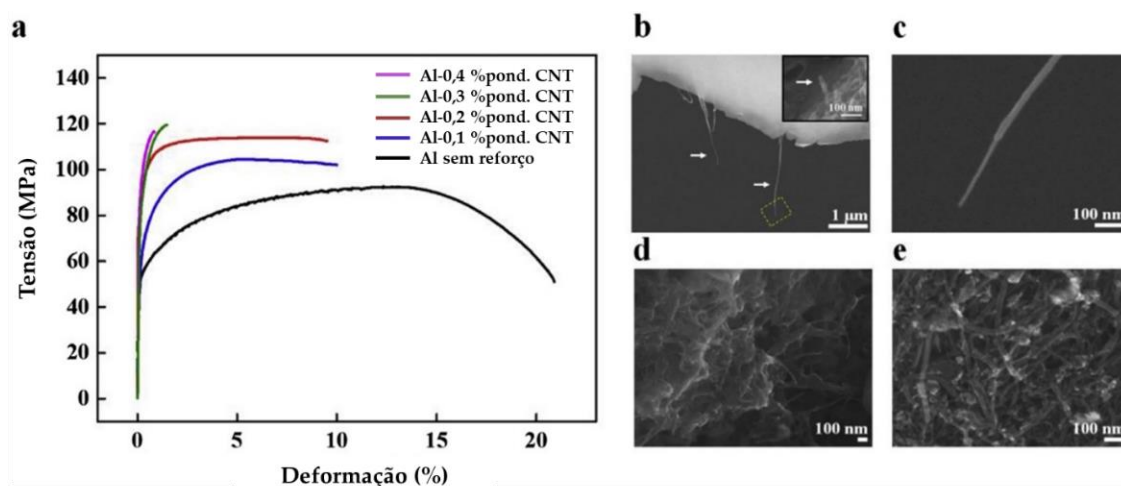 a
Tensão (MPa)
140
120
100
80
60
40
20
0
0 5 10 15 20
Deformação (%)
Al-0,4 %pond. CNT
Al-0,3 %pond. CNT
Al-0,2 %pond. CNT
Al-0,1 %pond. CNT
Al sem reforço
b
100 nm
1 μm
c
100 nm
d
100 nm
e
100 nm